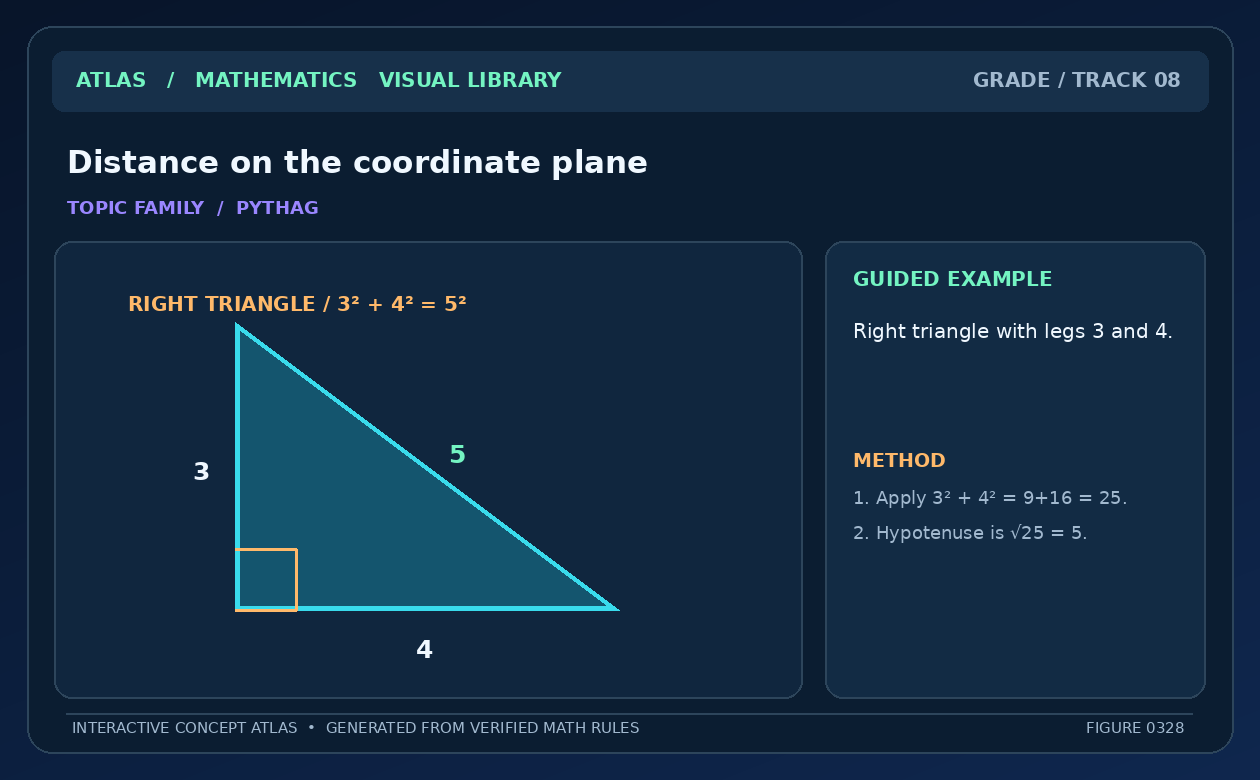 ATLAS / MATHEMATICS VISUAL LIBRARY
GRADE / TRACK 08
Distance on the coordinate plane
TOPIC FAMILY / PYTHAG
RIGHT TRIANGLE / 3² + 4² = 5²
3
5
4
GUIDED EXAMPLE
Right triangle with legs 3 and 4.
METHOD
1. Apply 3² + 4² = 9+16 = 25.
2. Hypotenuse is √25 = 5.
INTERACTIVE CONCEPT ATLAS • GENERATED FROM VERIFIED MATH RULES
FIGURE 0328